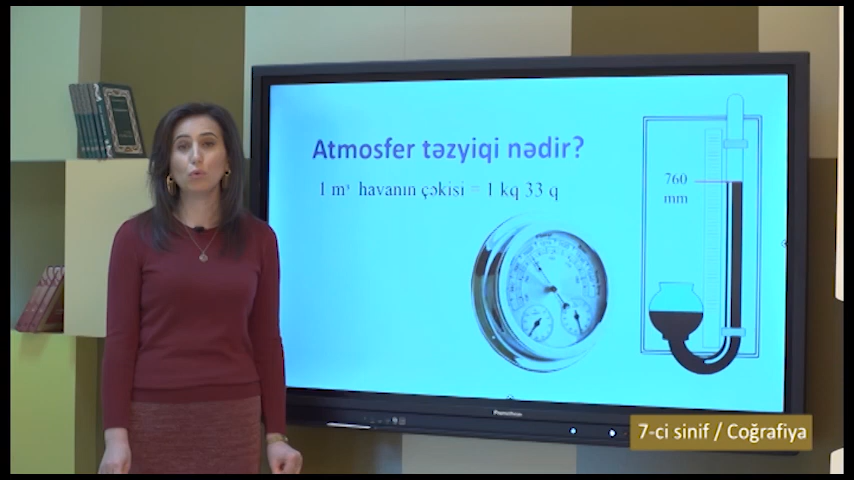 Atmosfer təzyiqi nədir?
1 m³ havanın çəkisi = 1 kq 33 q
760
mm
7-ci sinif / Coğrafiya